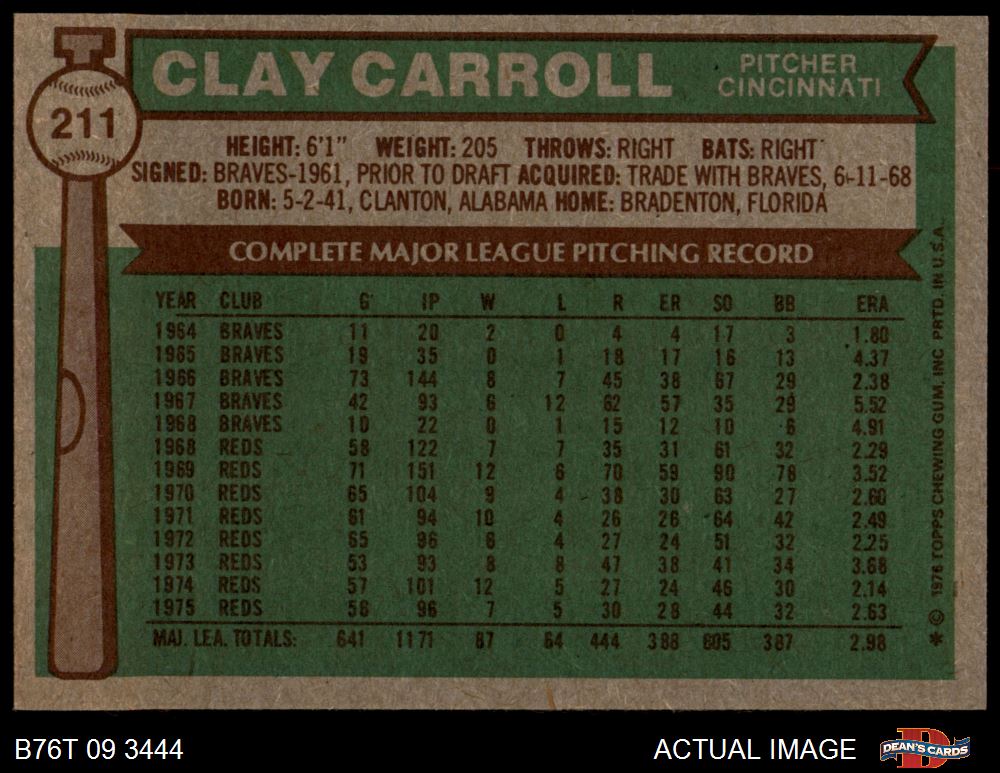 CLAY CARROLL
PITCHER
CINCINNATI
211
HEIGHT: 6'1" WEIGHT: 205 THROWS: RIGHT BATS: RIGHT
SIGNED: BRAVES-1961, PRIOR TO DRAFT ACQUIRED: TRADE WITH BRAVES, 6-11-68
BORN: 5-2-41, CLANTON, ALABAMA HOME: BRADENTON, FLORIDA
COMPLETE MAJOR LEAGUE PITCHING RECORD
YEAR CLUB G IP W L R ER SO BB ERA
1964 BRAVES 11 20 2 0 4 4 17 3 1.80
1965 BRAVES 19 35 0 1 18 17 16 13 4.37
1966 BRAVES 73 144 8 7 45 38 67 29 2.38
1967 BRAVES 42 93 6 12 62 57 35 29 5.52
1968 BRAVES 10 22 0 1 15 12 10 6 4.91
1968 REDS 58 122 7 7 35 31 61 32 2.29
1969 REDS 71 151 12 6 70 59 90 78 3.52
1970 REDS 65 104 9 4 38 30 63 27 2.60
1971 REDS 61 94 10 4 26 26 64 42 2.49
1972 REDS 65 96 6 4 27 24 51 32 2.25
1973 REDS 53 93 8 8 47 38 41 34 3.68
1974 REDS 57 101 12 5 27 24 46 30 2.14
1975 REDS 56 96 7 5 30 28 44 32 2.63
MAJ. LEA. TOTALS: 641 1171 87 64 444 388 605 387 2.98
* © 1976 TOPPS CHEWING GUM, INC PRTD. IN U.S.A.
B76T 09 3444
ACTUAL IMAGE
D
DEAN'S CARDS